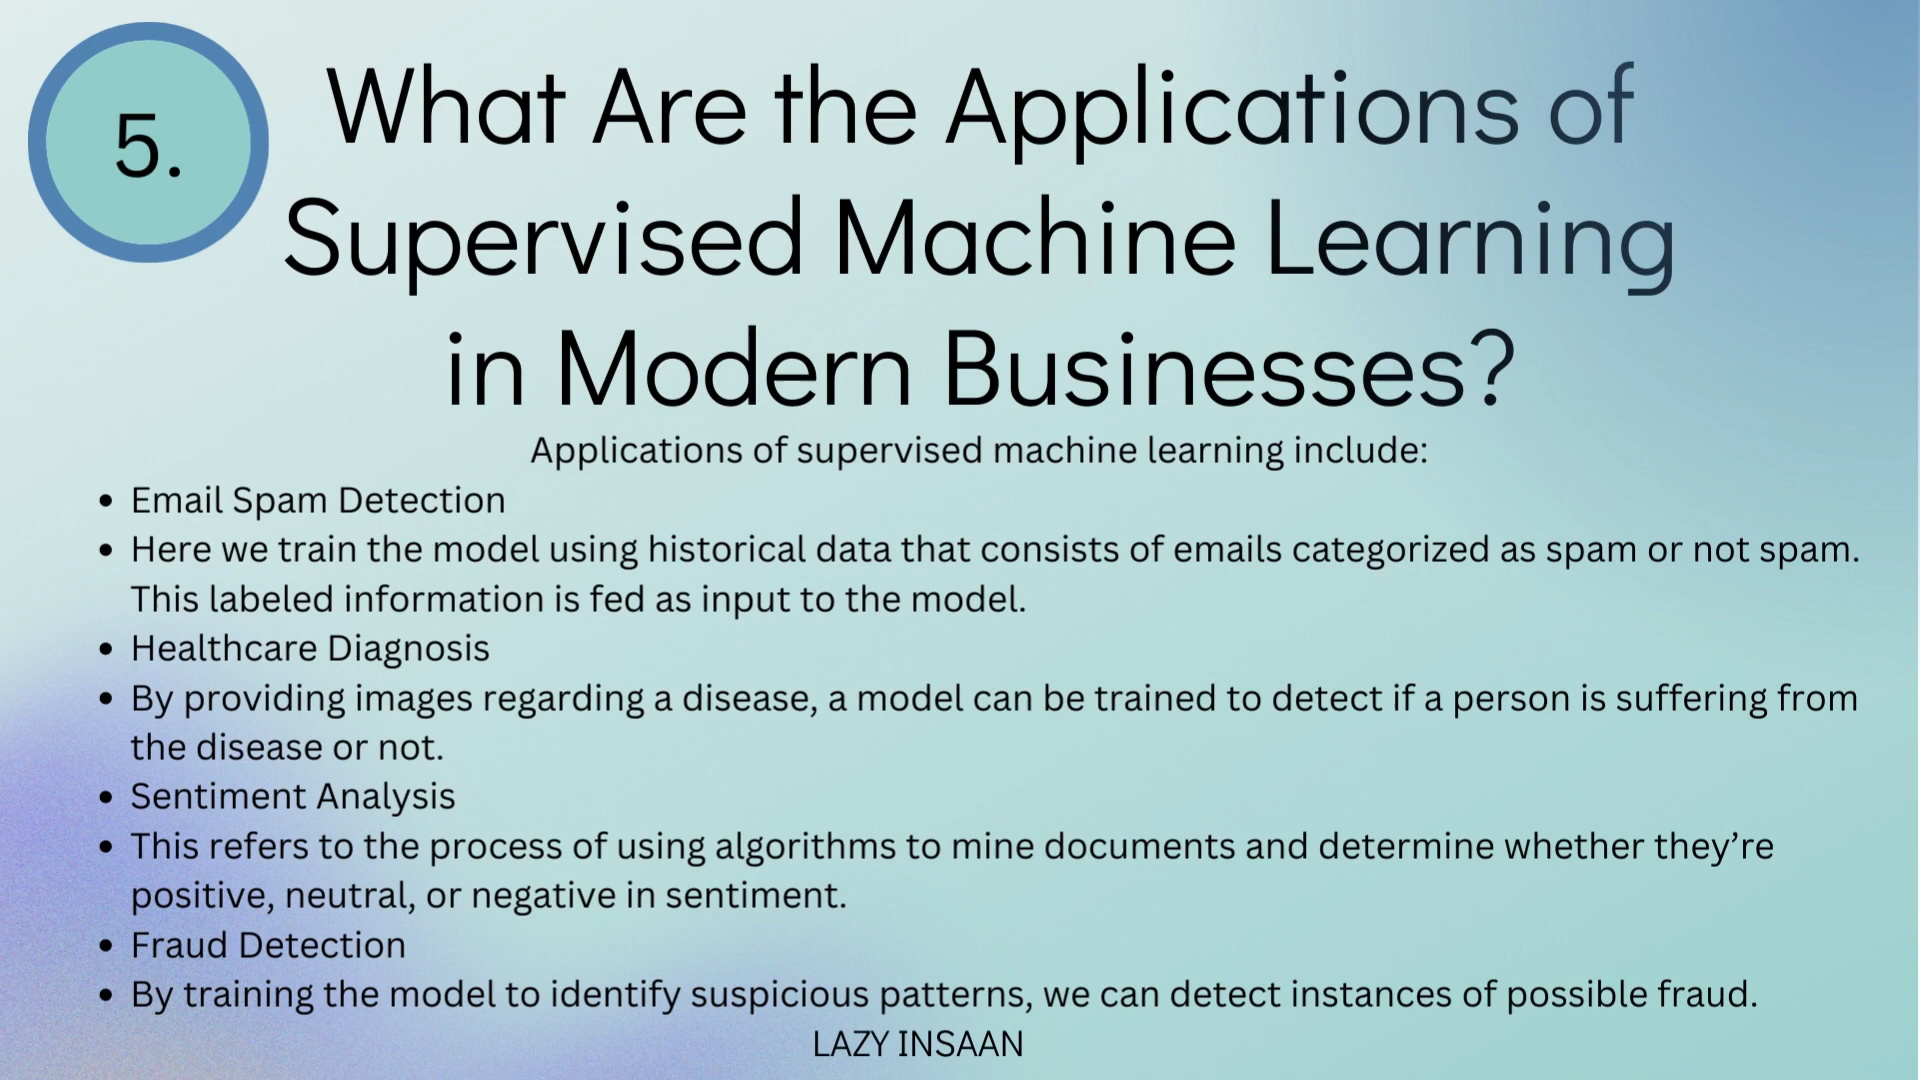 5.
What Are the Applications of
Supervised Machine Learning
in Modern Businesses?
Applications of supervised machine learning include:
• Email Spam Detection
• Here we train the model using historical data that consists of emails categorized as spam or not spam.
This labeled information is fed as input to the model.
• Healthcare Diagnosis
• By providing images regarding a disease, a model can be trained to detect if a person is suffering from
the disease or not.
• Sentiment Analysis
• This refers to the process of using algorithms to mine documents and determine whether they’re
positive, neutral, or negative in sentiment.
• Fraud Detection
• By training the model to identify suspicious patterns, we can detect instances of possible fraud.
LAZY INSAAN